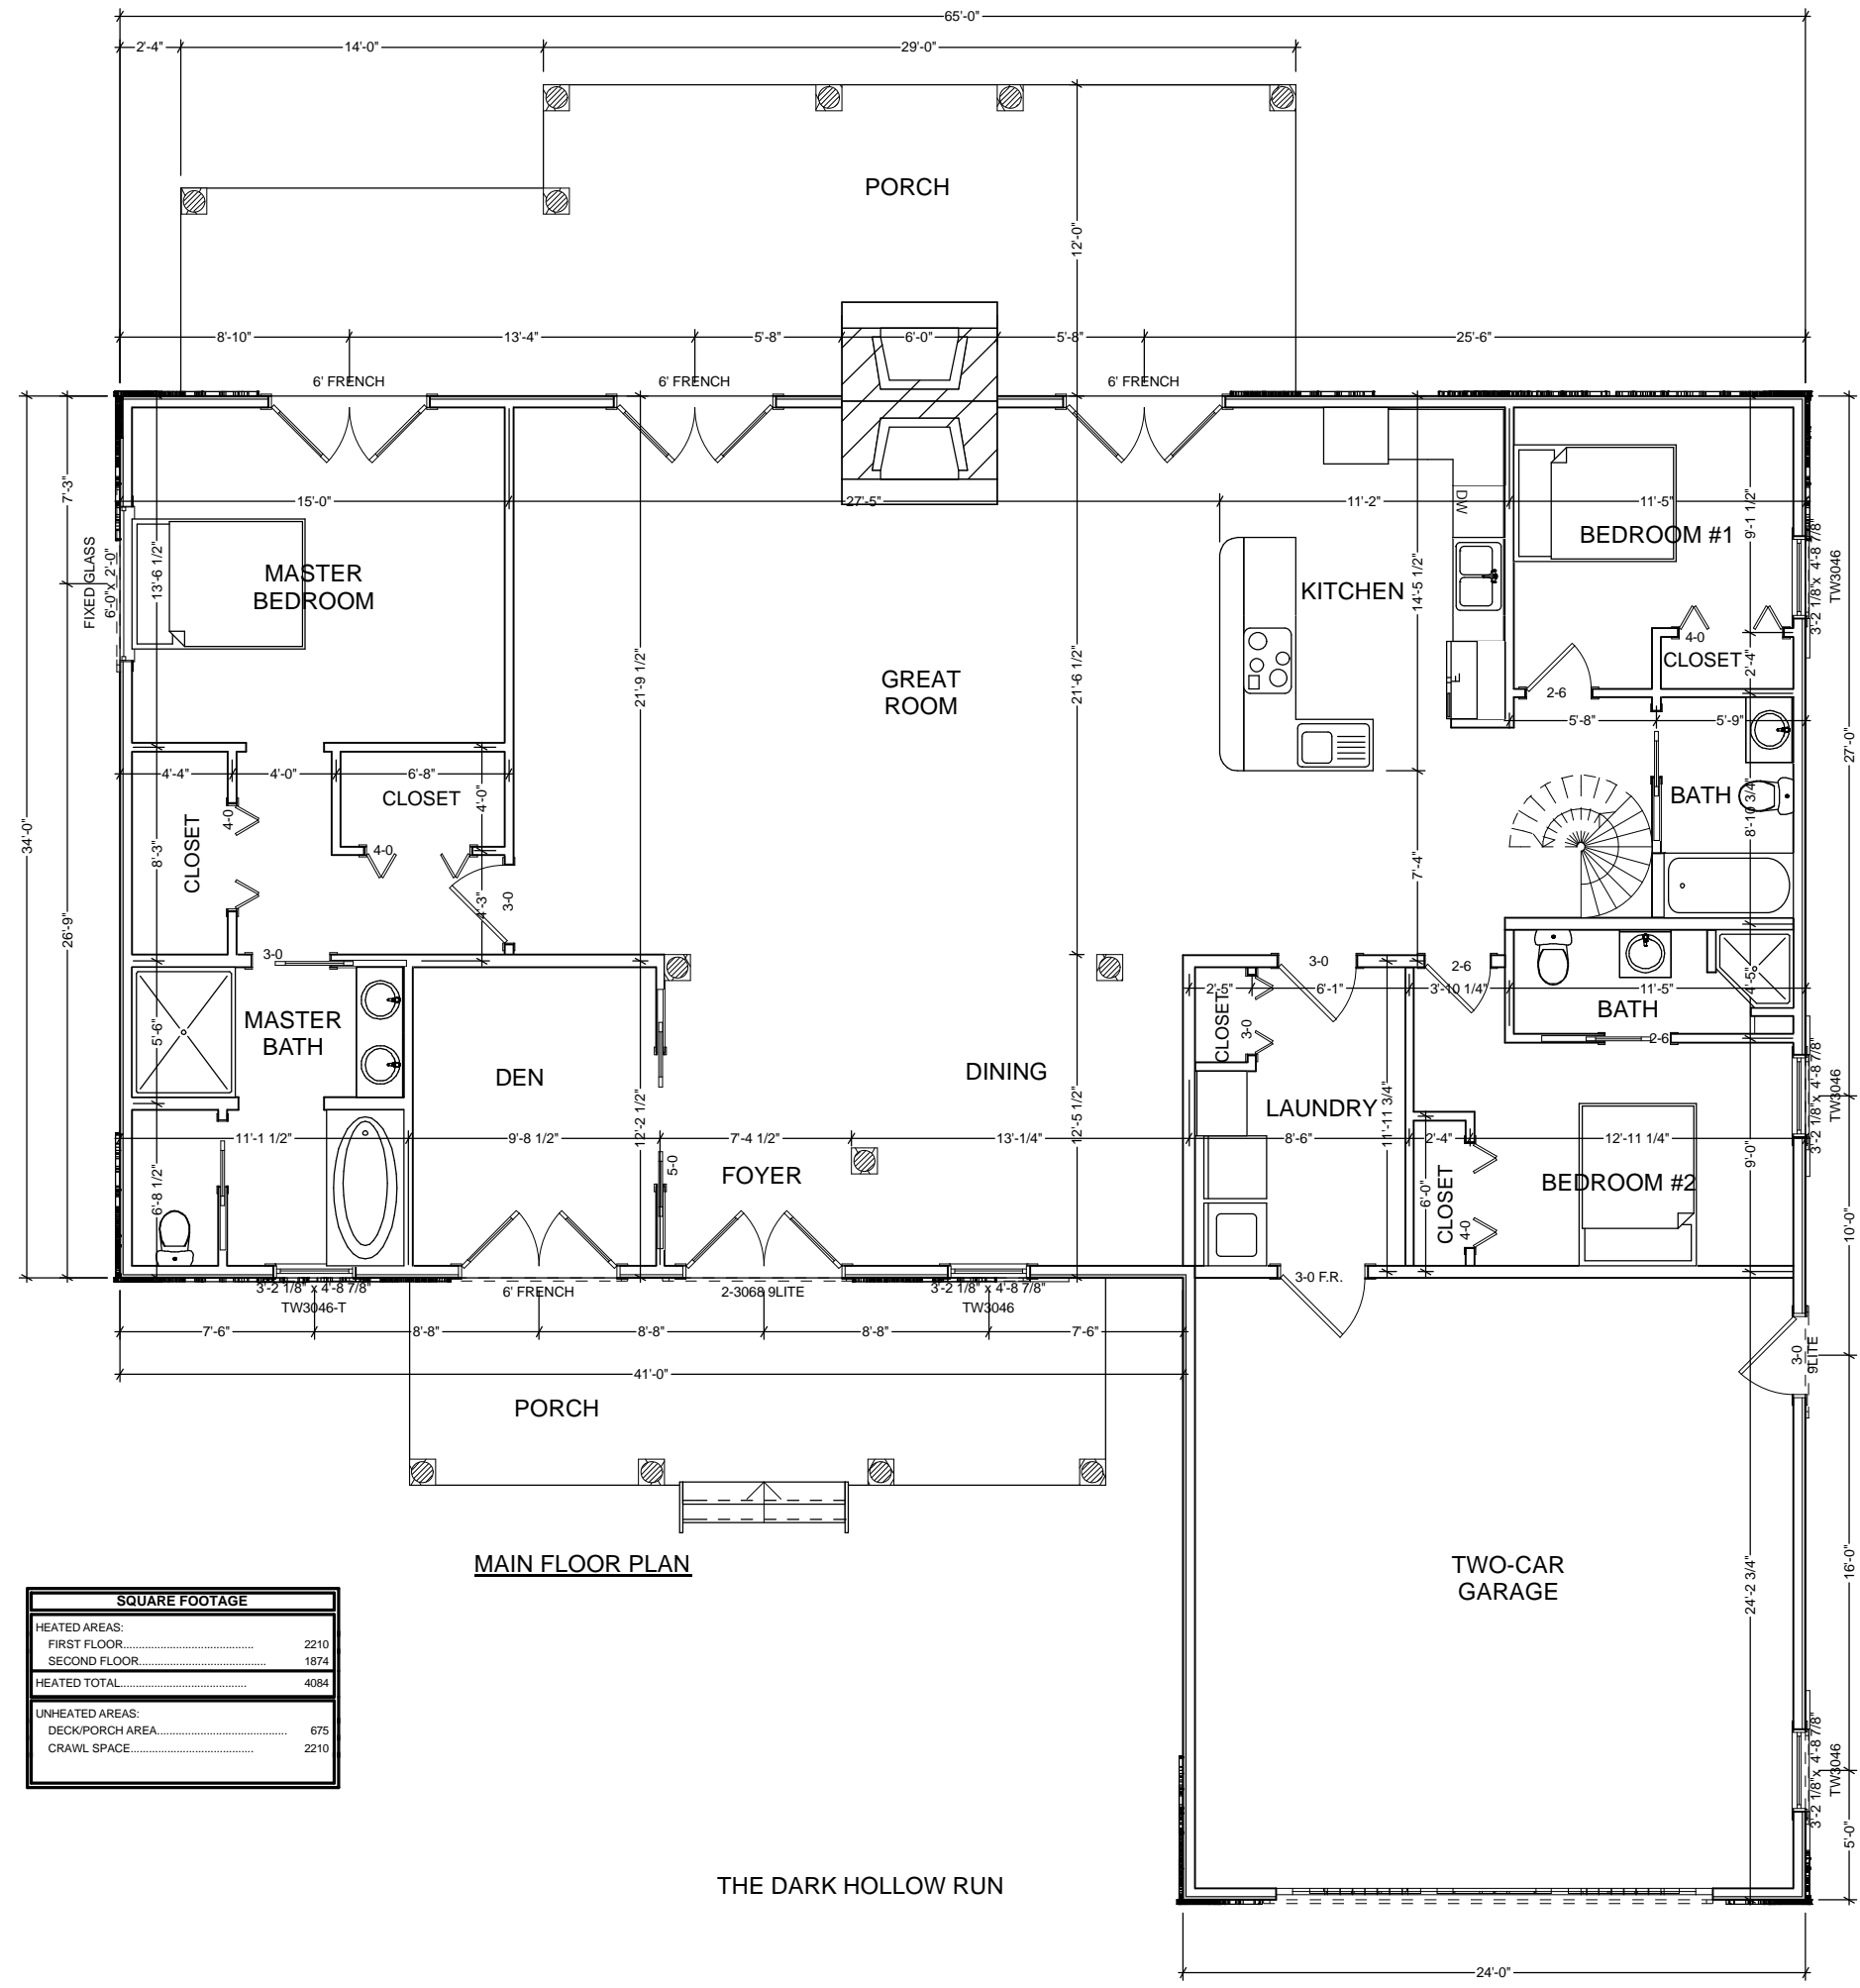 65'-0"
2'-4"
14'-0"
29'-0"
PORCH
12'-0"
8'-10"
13'-4"
5'-8"
6'-0"
5'-8"
25'-6"
6' FRENCH
6' FRENCH
6' FRENCH
7'-3"
15'-0"
27'-5"
11'-2"
11'-5"
DW
9'-1 1/2"
BEDROOM #1
FIXED GLASS
6'-0"x 2'-0"
13'-6 1/2"
MASTER
BEDROOM
KITCHEN
14'-5 1/2"
3'-2 1/8"x 4'-8 7/8"
TW3046
4-0
CLOSET
2'-4"
GREAT
ROOM
21'-9 1/2"
21'-6 1/2"
2-6
5'-8"
5'-9"
27'-0"
4'-4"
4'-0"
6'-8"
CLOSET
4'-0"
4-0
BATH
8'-10 3/4"
34'-0"
CLOSET
8'-3"
4-0
4'-3"
3-0
7'-4"
26'-9"
3-0
3-0
2-6
2'-5"
6'-1"
3'-10 1/4"
11'-5"
4'-5"
BATH
CLOSET
3-0
MASTER
BATH
5'-6"
DEN
DINING
2-6
3'-2 1/8"x 4'-8 7/8"
TW3046
LAUNDRY
11'-11 3/4"
11'-1 1/2"
9'-8 1/2"
12'-2 1/2"
7'-4 1/2"
13'-1/4"
12'-5 1/2"
8'-6"
2'-4"
12'-11 1/4"
9'-0"
5-0
FOYER
BEDROOM #2
6'-8 1/2"
6'-0"
CLOSET
4-0
10'-0"
3-0 F.R.
3'-2 1/8" x 4'-8 7/8"
TW3046-T
6' FRENCH
2-3068 9LITE
3'-2 1/8" x 4'-8 7/8"
TW3046
7'-6"
8'-8"
8'-8"
8'-8"
7'-6"
3-0
9LITE
41'-0"
PORCH
MAIN FLOOR PLAN
TWO-CAR
GARAGE
24'-2 3/4"
16'-0"
SQUARE FOOTAGE
HEATED AREAS:
FIRST FLOOR.......................................... 2210
SECOND FLOOR......................................... 1874
HEATED TOTAL........................................ 4084
UNHEATED AREAS:
DECK/PORCH AREA.......................................... 675
CRAWL SPACE....................................... 2210
3'-2 1/8"x 4'-8 7/8"
TW3046
5'-0"
THE DARK HOLLOW RUN
24'-0"